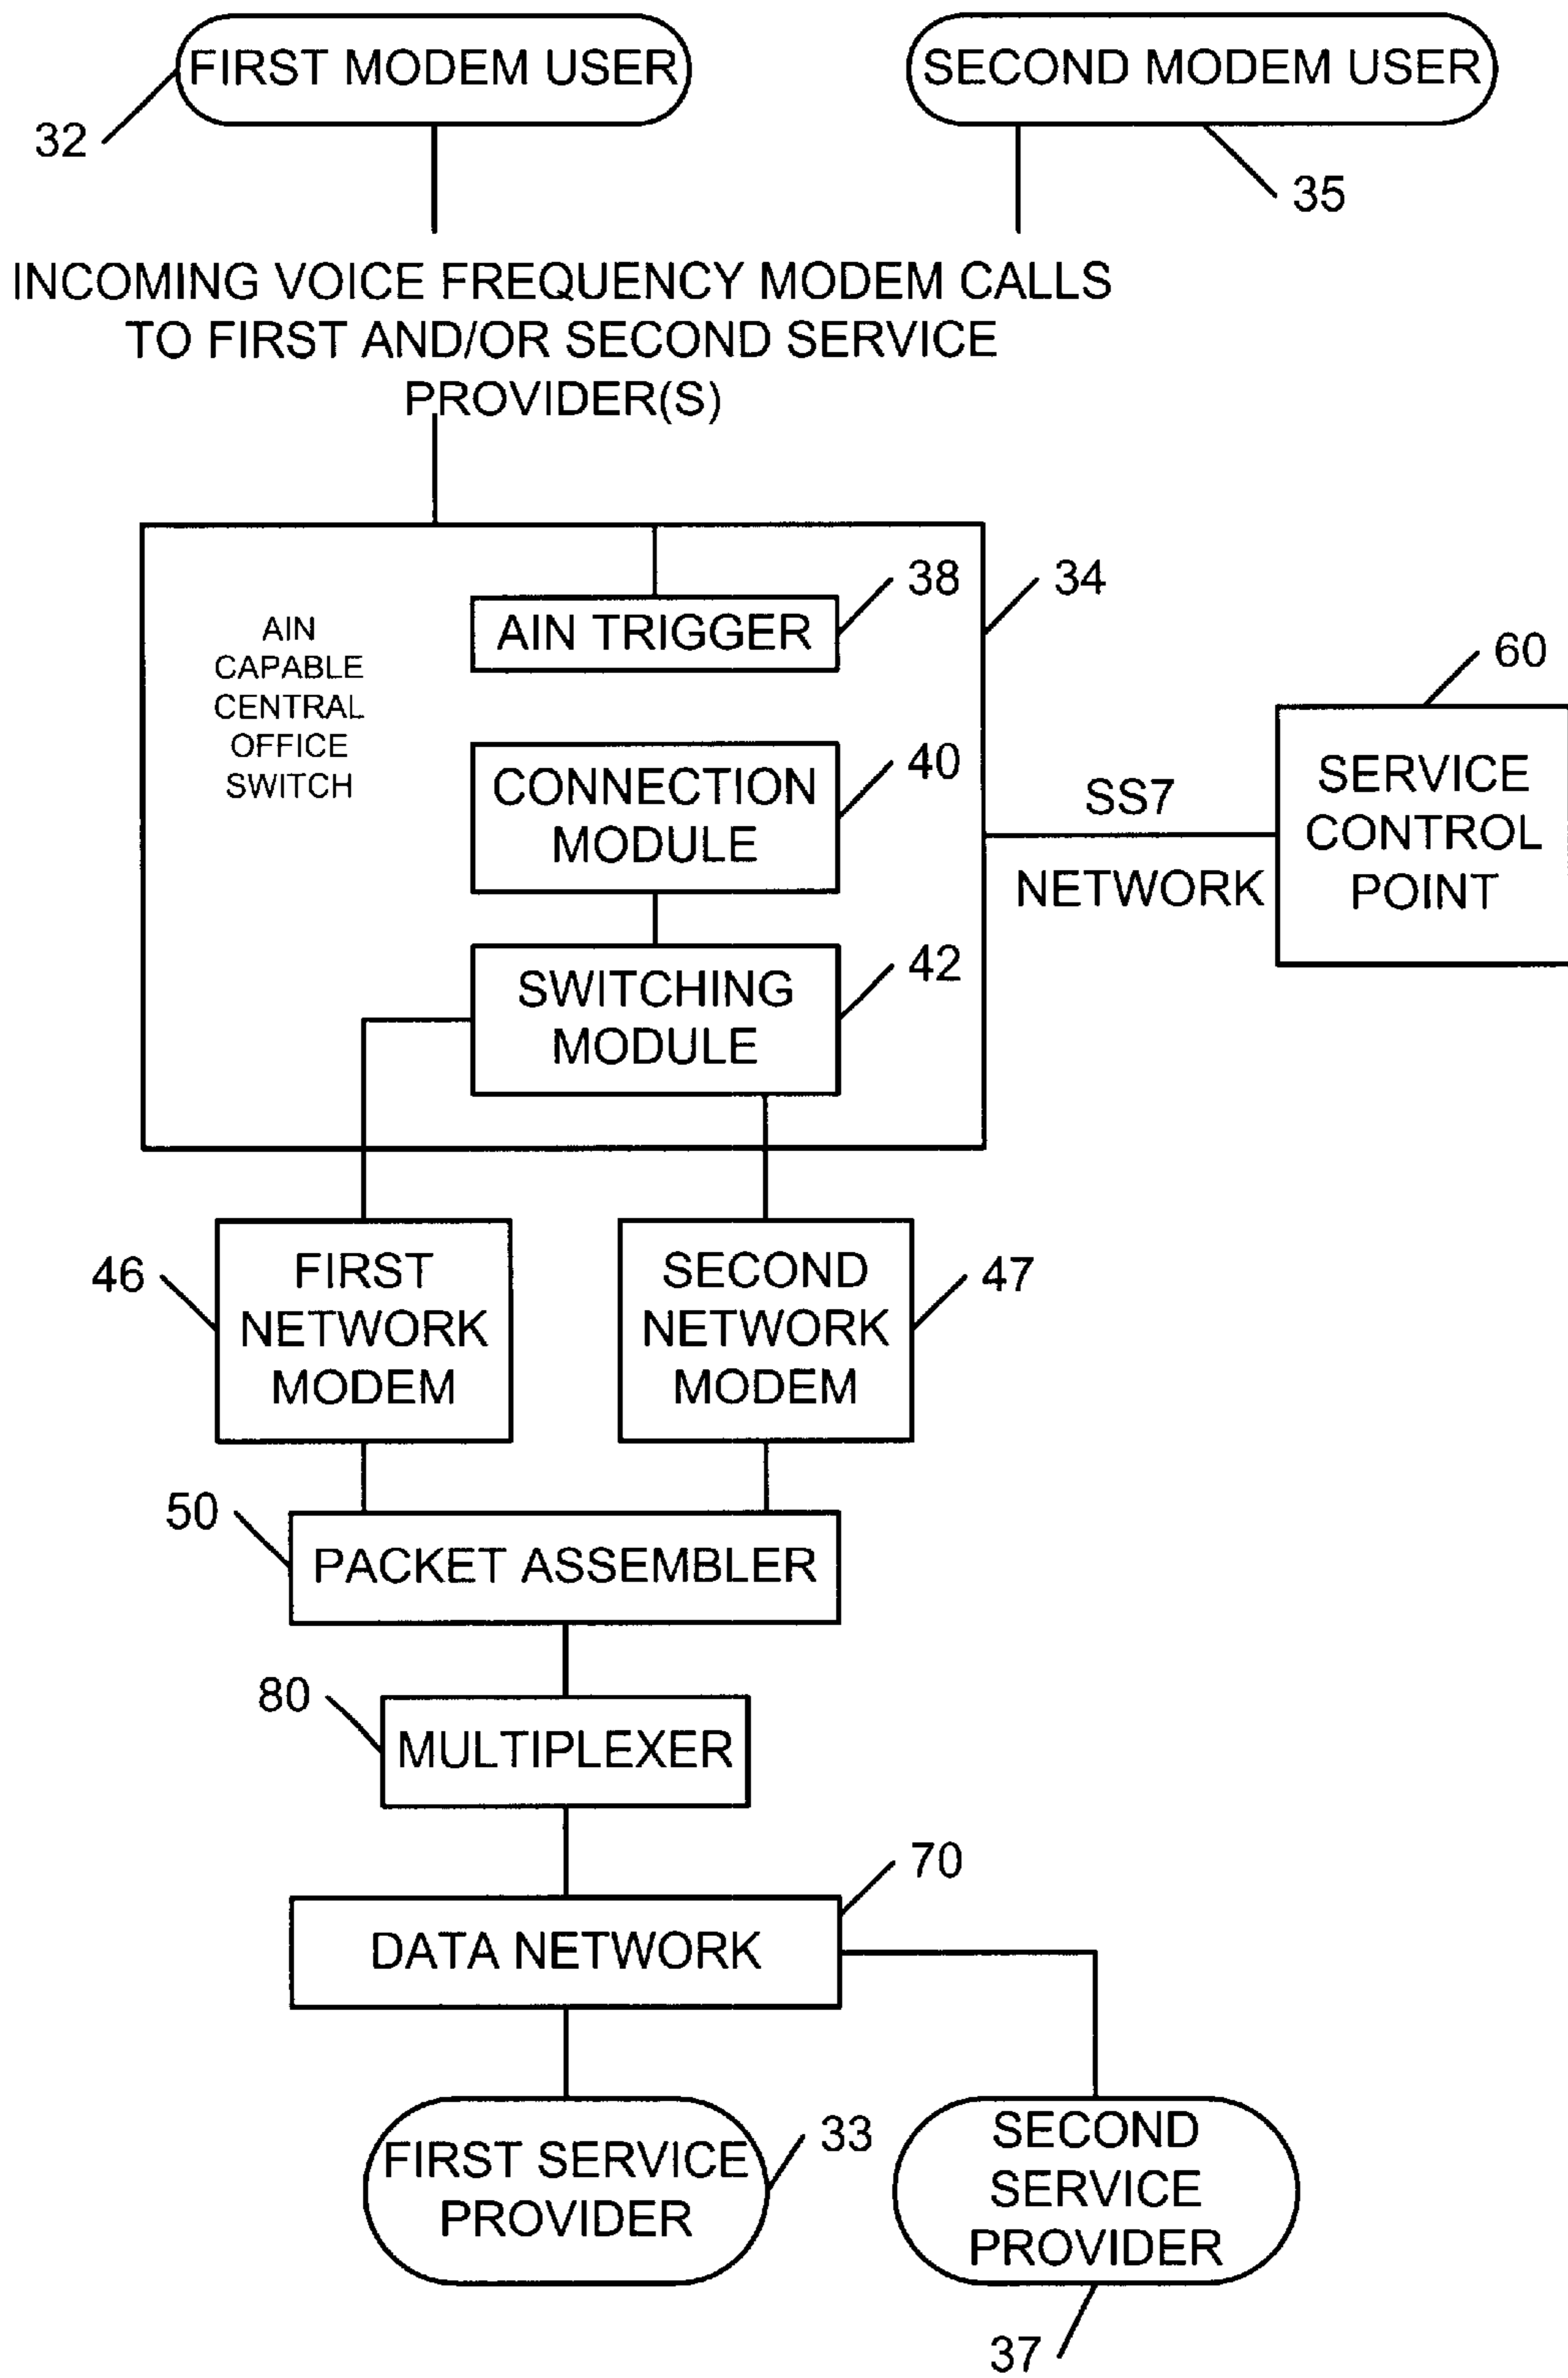 FIRST MODEM USER
SECOND MODEM USER
32
35
INCOMING VOICE FREQUENCY MODEM CALLS
TO FIRST AND/OR SECOND SERVICE
PROVIDER(S)
38
34
AIN TRIGGER
AIN
CAPABLE
CENTRAL
OFFICE
SWITCH
60
40
CONNECTION
MODULE
SS7
NETWORK
SERVICE
CONTROL
POINT
42
SWITCHING
MODULE
46
FIRST
NETWORK
MODEM
SECOND
NETWORK
MODEM
47
50
PACKET ASSEMBLER
80
MULTIPLEXER
70
DATA NETWORK
FIRST SERVICE
PROVIDER
33
SECOND
SERVICE
PROVIDER
37